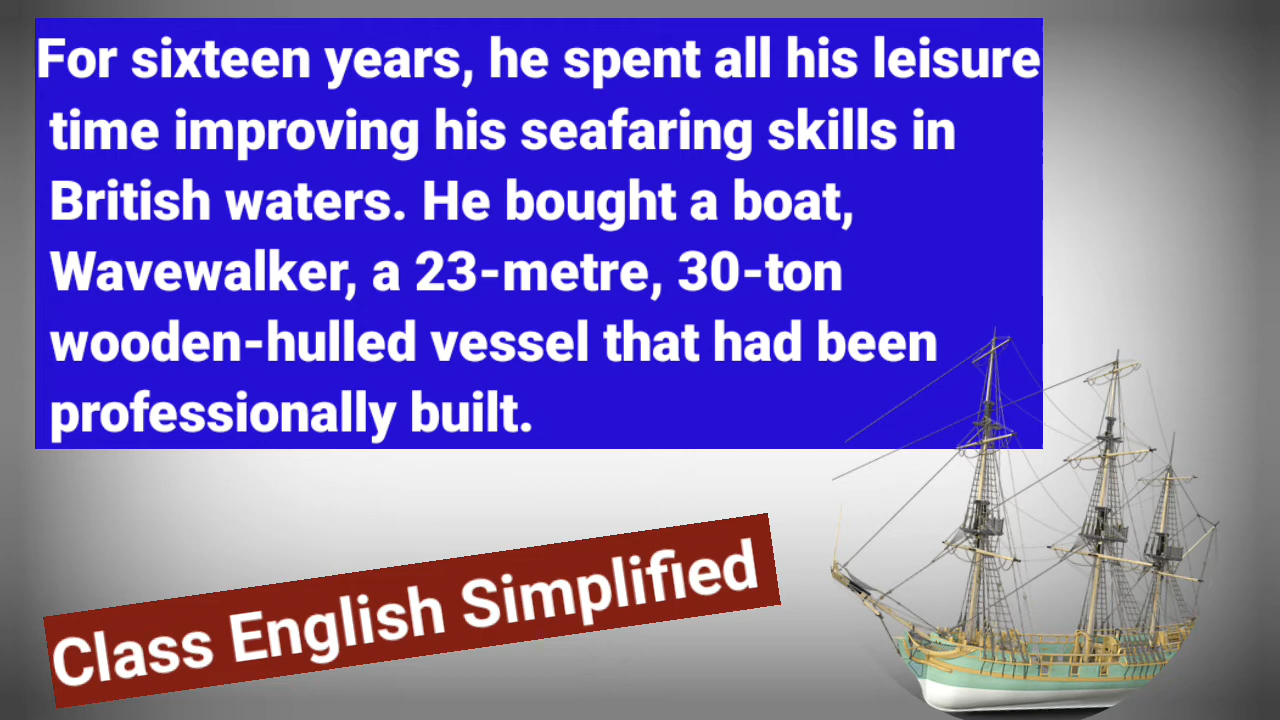 For sixteen years, he spent all his leisure
time improving his seafaring skills in
British waters. He bought a boat,
Wavewalker, a 23-metre, 30-ton
wooden-hulled vessel that had been
professionally built.
Class English Simplified